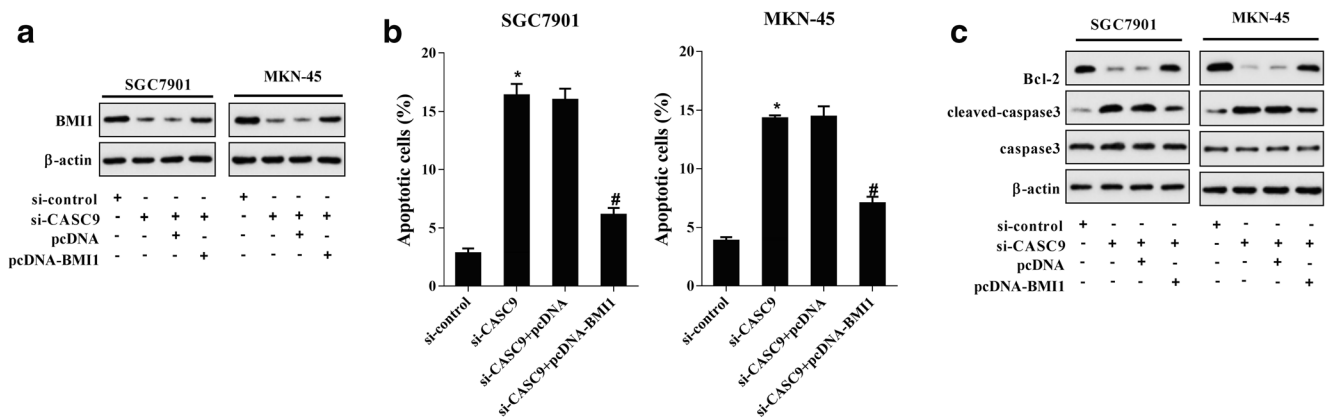 a
SGC7901 MKN-45
BMI1
β-actin
si-control + - - - + - - -
si-CASC9 - + + + - + + +
pcDNA - - + - - - + -
pcDNA-BMI1 - - - + - - - +
b
SGC7901
Apoptotic cells (%)
20
15
10
5
0
*
#
si-control
si-CASC9
si-CASC9+pcDNA
si-CASC9+pcDNA-BMI1
MKN-45
Apoptotic cells (%)
20
15
10
5
0
*
#
si-control
si-CASC9
si-CASC9+pcDNA
si-CASC9+pcDNA-BMI1
c
SGC7901 MKN-45
Bcl-2
cleaved-caspase3
caspase3
β-actin
si-control + - - - + - - -
si-CASC9 - + + + - + + +
pcDNA - - + - - - + -
pcDNA-BMI1 - - - + - - - +